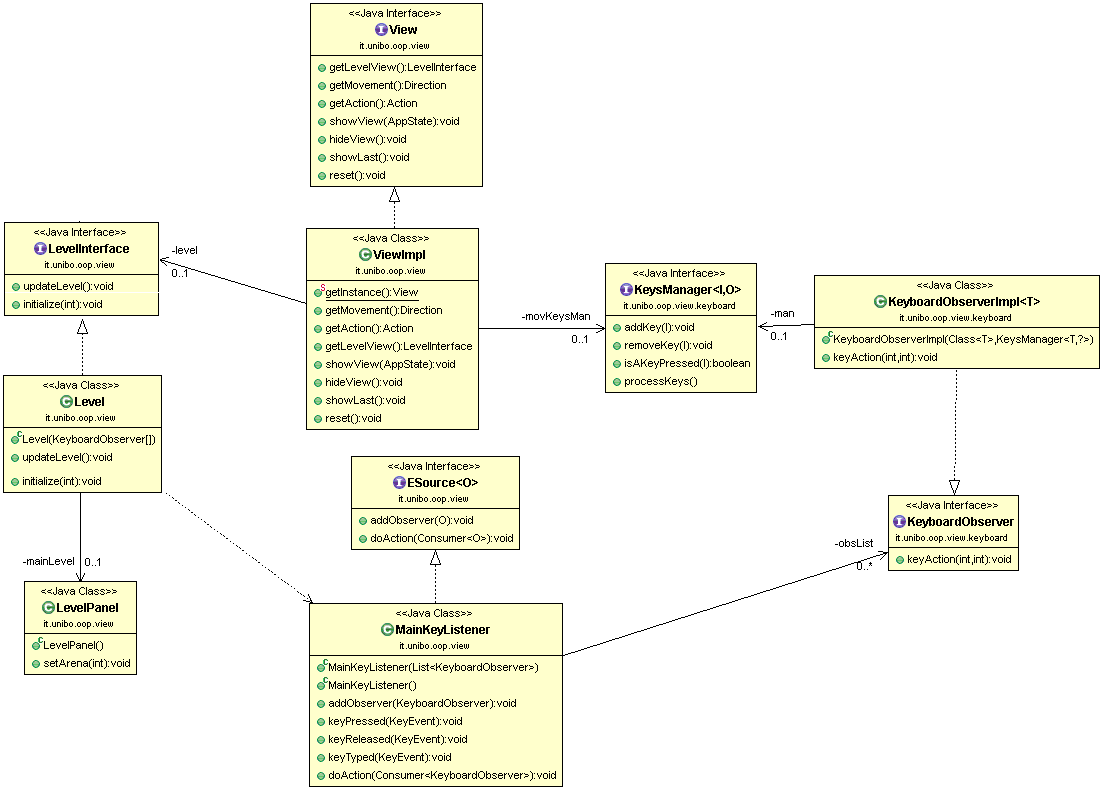 <<Java Interface>>
View
it.unibo.oop.view
getLevelView():LevelInterface
getMovement():Direction
getAction():Action
showView(AppState):void
hideView():void
showLast():void
reset():void
<<Java Interface>>
LevelInterface
it.unibo.oop.view
updateLevel():void
initialize(int):void
-level
0..1
<<Java Class>>
ViewImpl
it.unibo.oop.view
getInstance():View
getMovement():Direction
getAction():Action
getLevelView():LevelInterface
showView(AppState):void
hideView():void
showLast():void
reset():void
-movKeysMan
0..1
<<Java Interface>>
KeysManager<I,O>
it.unibo.oop.view.keyboard
addKey(I):void
removeKey(I):void
isAKeyPressed(I):boolean
processKeys()
-man
0..1
<<Java Class>>
KeyboardObserverImpl<T>
it.unibo.oop.view.keyboard
KeyboardObserverImpl(Class<T>,KeysManager<T,?>)
keyAction(int,int):void
<<Java Class>>
Level
it.unibo.oop.view
Level(KeyboardObserver[])
updateLevel():void
initialize(int):void
<<Java Interface>>
ESource<O>
it.unibo.oop.view
addObserver(O):void
doAction(Consumer<O>):void
<<Java Interface>>
KeyboardObserver
it.unibo.oop.view.keyboard
keyAction(int,int):void
-obsList
0..*
-mainLevel
0..1
<<Java Class>>
LevelPanel
it.unibo.oop.view
LevelPanel()
setArena(int):void
<<Java Class>>
MainKeyListener
it.unibo.oop.view
MainKeyListener(List<KeyboardObserver>)
MainKeyListener()
addObserver(KeyboardObserver):void
keyPressed(KeyEvent):void
keyReleased(KeyEvent):void
keyTyped(KeyEvent):void
doAction(Consumer<KeyboardObserver>):void